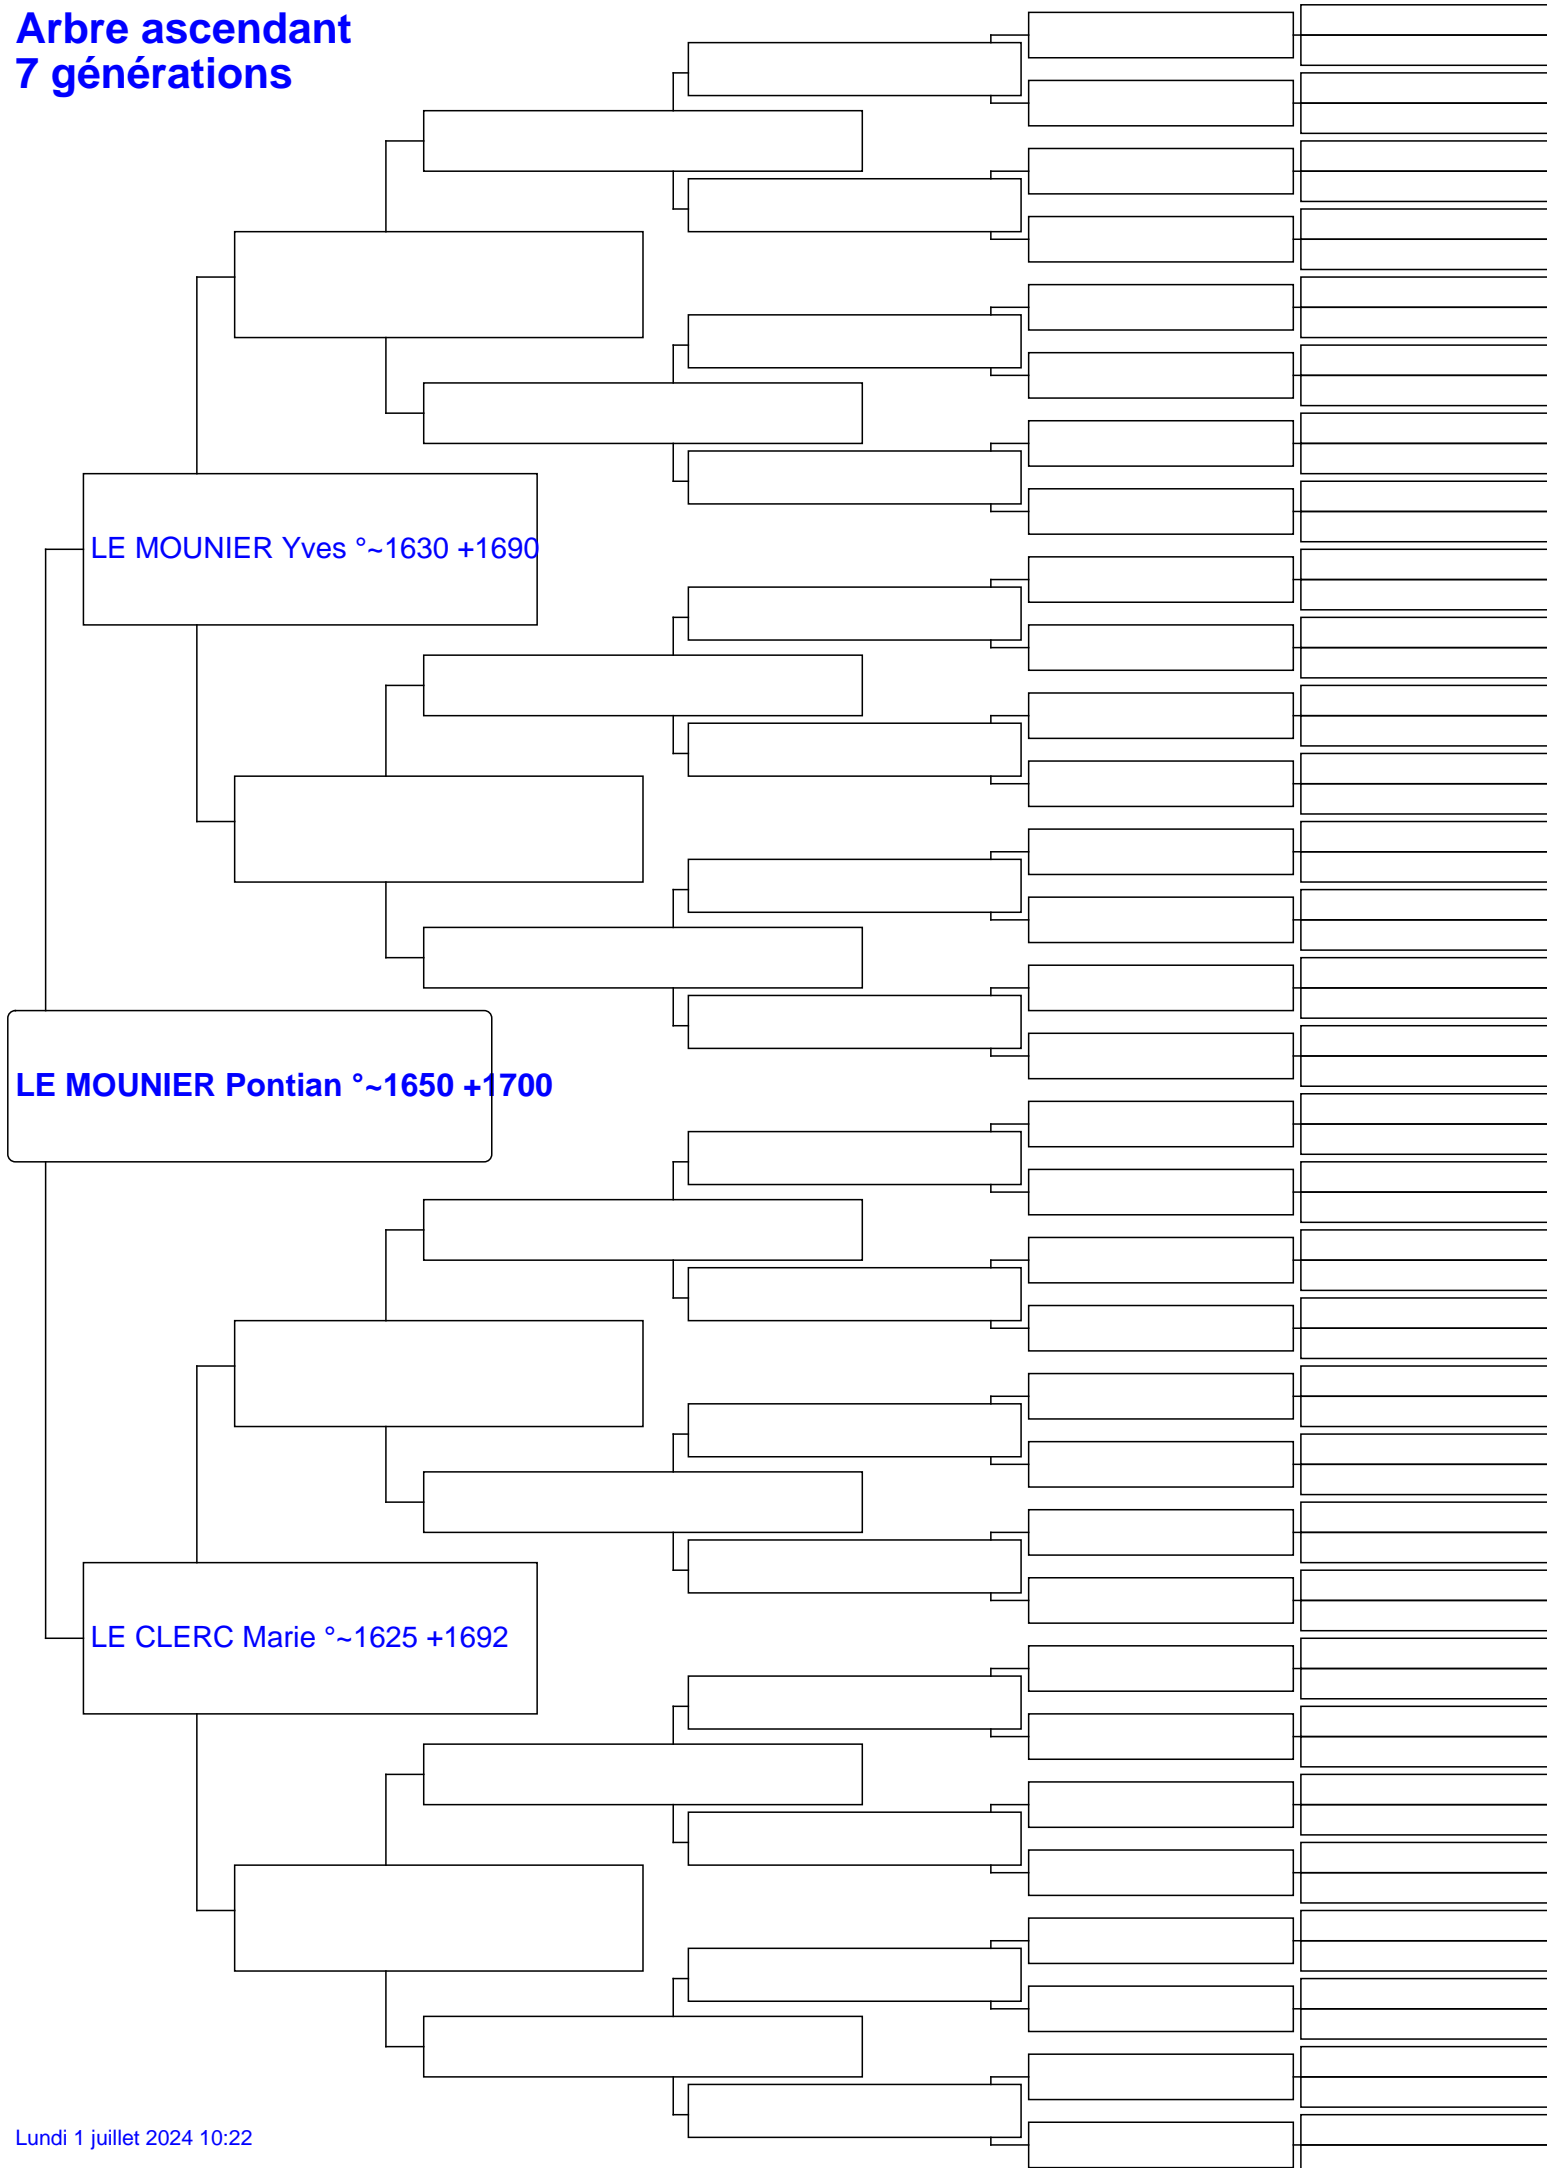 Arbre ascendant
7 générations
LE MOUNIER Yves °~1630 +1690
LE MOUNIER Pontian °~1650 +1700
LE CLERC Marie °~1625 +1692
Lundi 1 juillet 2024 10:22